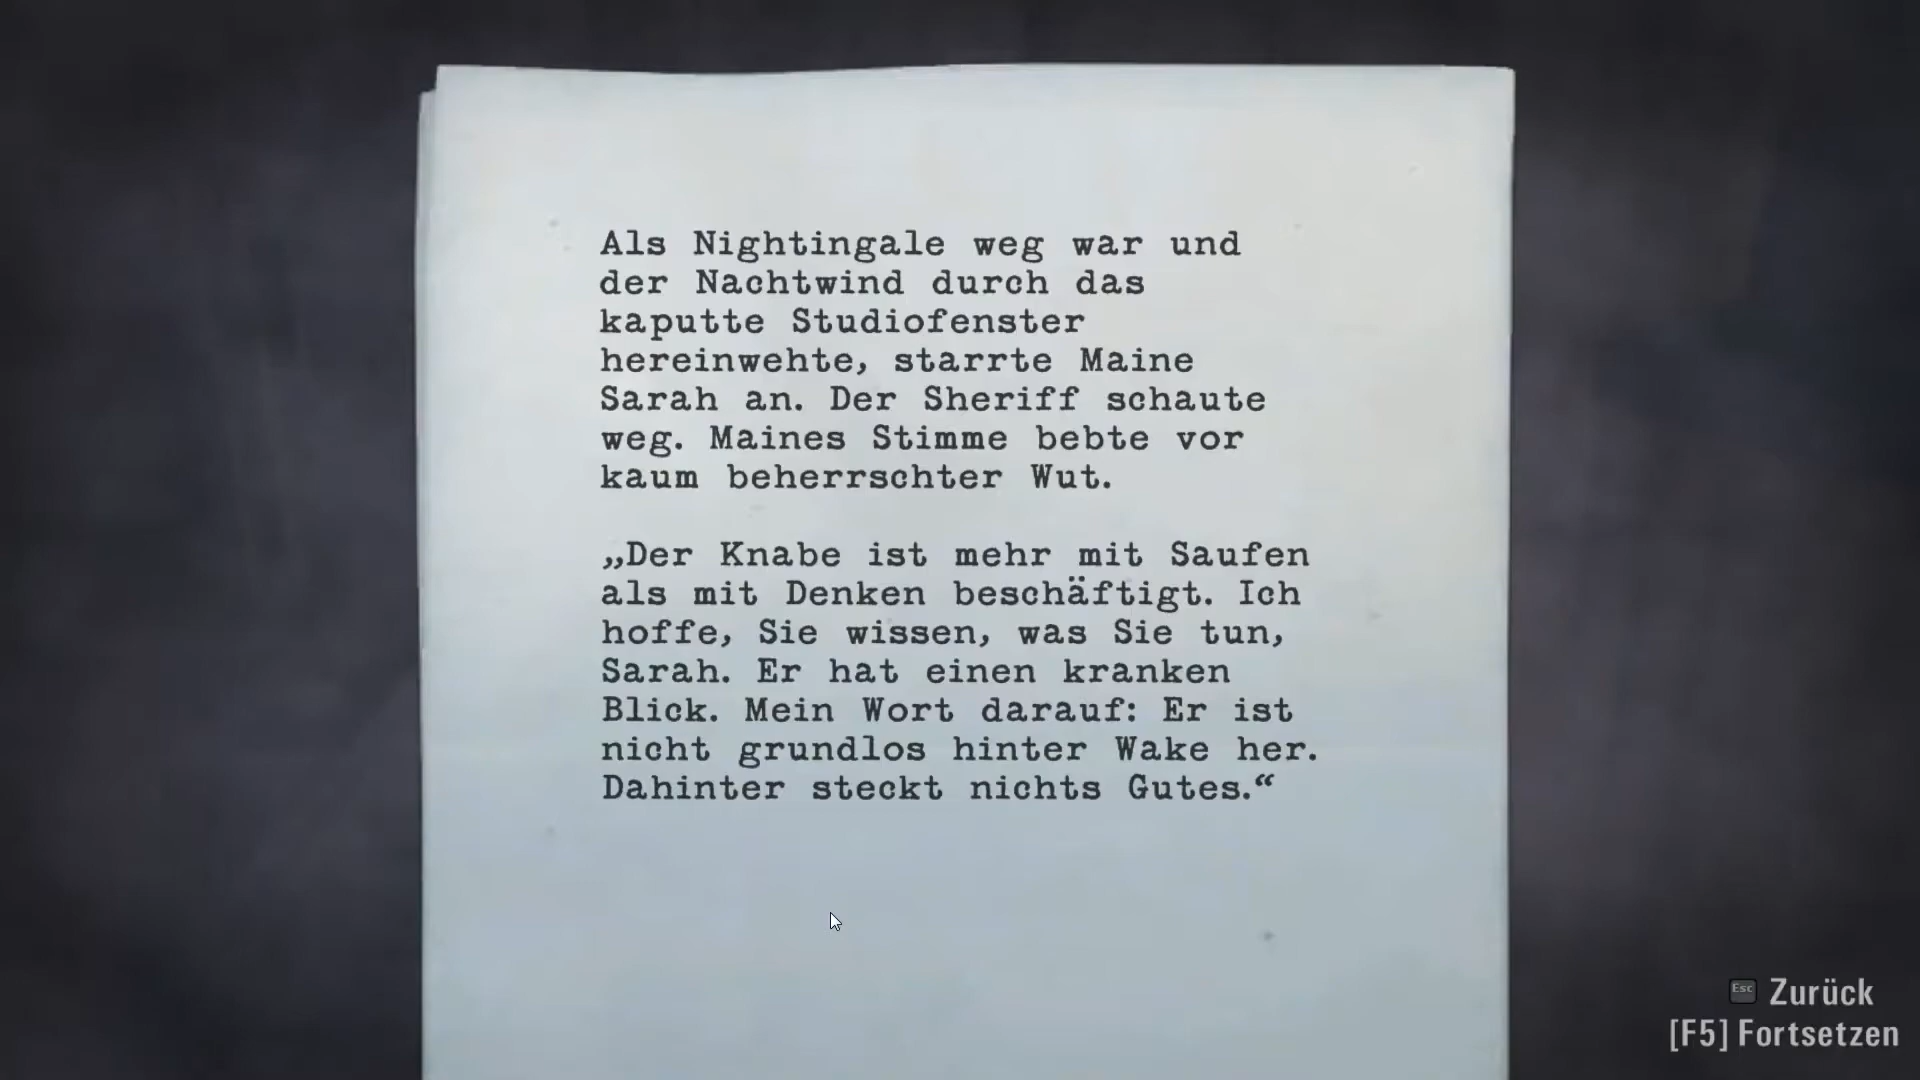 Als Nightingale weg war und
der Nachtwind durch das
kaputte Studiofenster
hereinwehte, starrte Maine
Sarah an. Der Sheriff schaute
weg. Maines Stimme bebte vor
kaum beherrschter Wut.
„Der Knabe ist mehr mit Saufen
als mit Denken beschäftigt. Ich
hoffe, Sie wissen, was Sie tun,
Sarah. Er hat einen kranken
Blick. Mein Wort darauf: Er ist
nicht grundlos hinter Wake her.
Dahinter steckt nichts Gutes.“
Esc Zurück
[F5] Fortsetzen